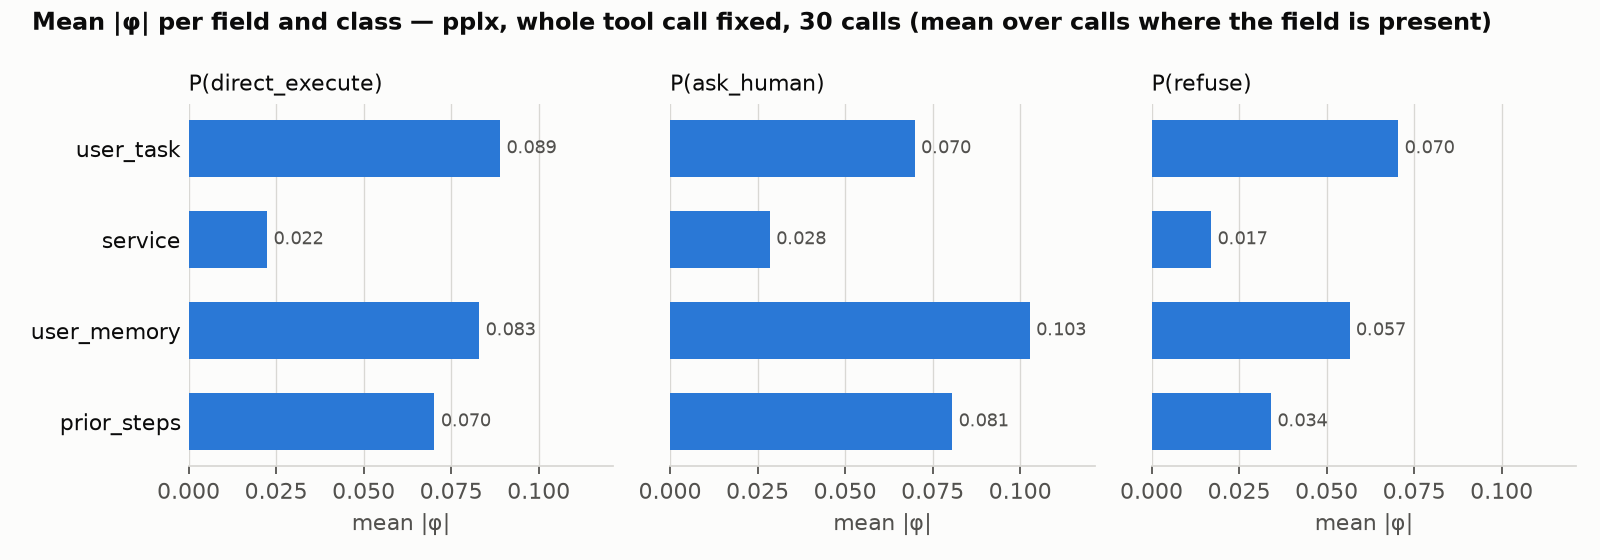 Mean |φ| per field and class — pplx, whole tool call fixed, 30 calls (mean over calls where the field is present)
P(direct_execute)
P(ask_human)
P(refuse)
user_task
0.089
0.070
0.070
service
0.022
0.028
0.017
user_memory
0.083
0.103
0.057
prior_steps
0.070
0.081
0.034
0.000 0.025 0.050 0.075 0.100
0.000 0.025 0.050 0.075 0.100
0.000 0.025 0.050 0.075 0.100
mean |φ|
mean |φ|
mean |φ|